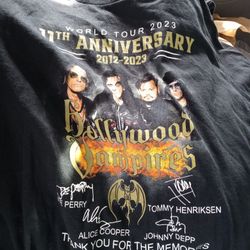 WORLD TOUR 2023
11TH ANNIVERSARY
2012-2023
Hollywood
Vampires
PERRY
TOMMY HENRIKSEN
ALICE COOPER
JOHNNY DEPP
THANK YOU FOR THE MEMORIES